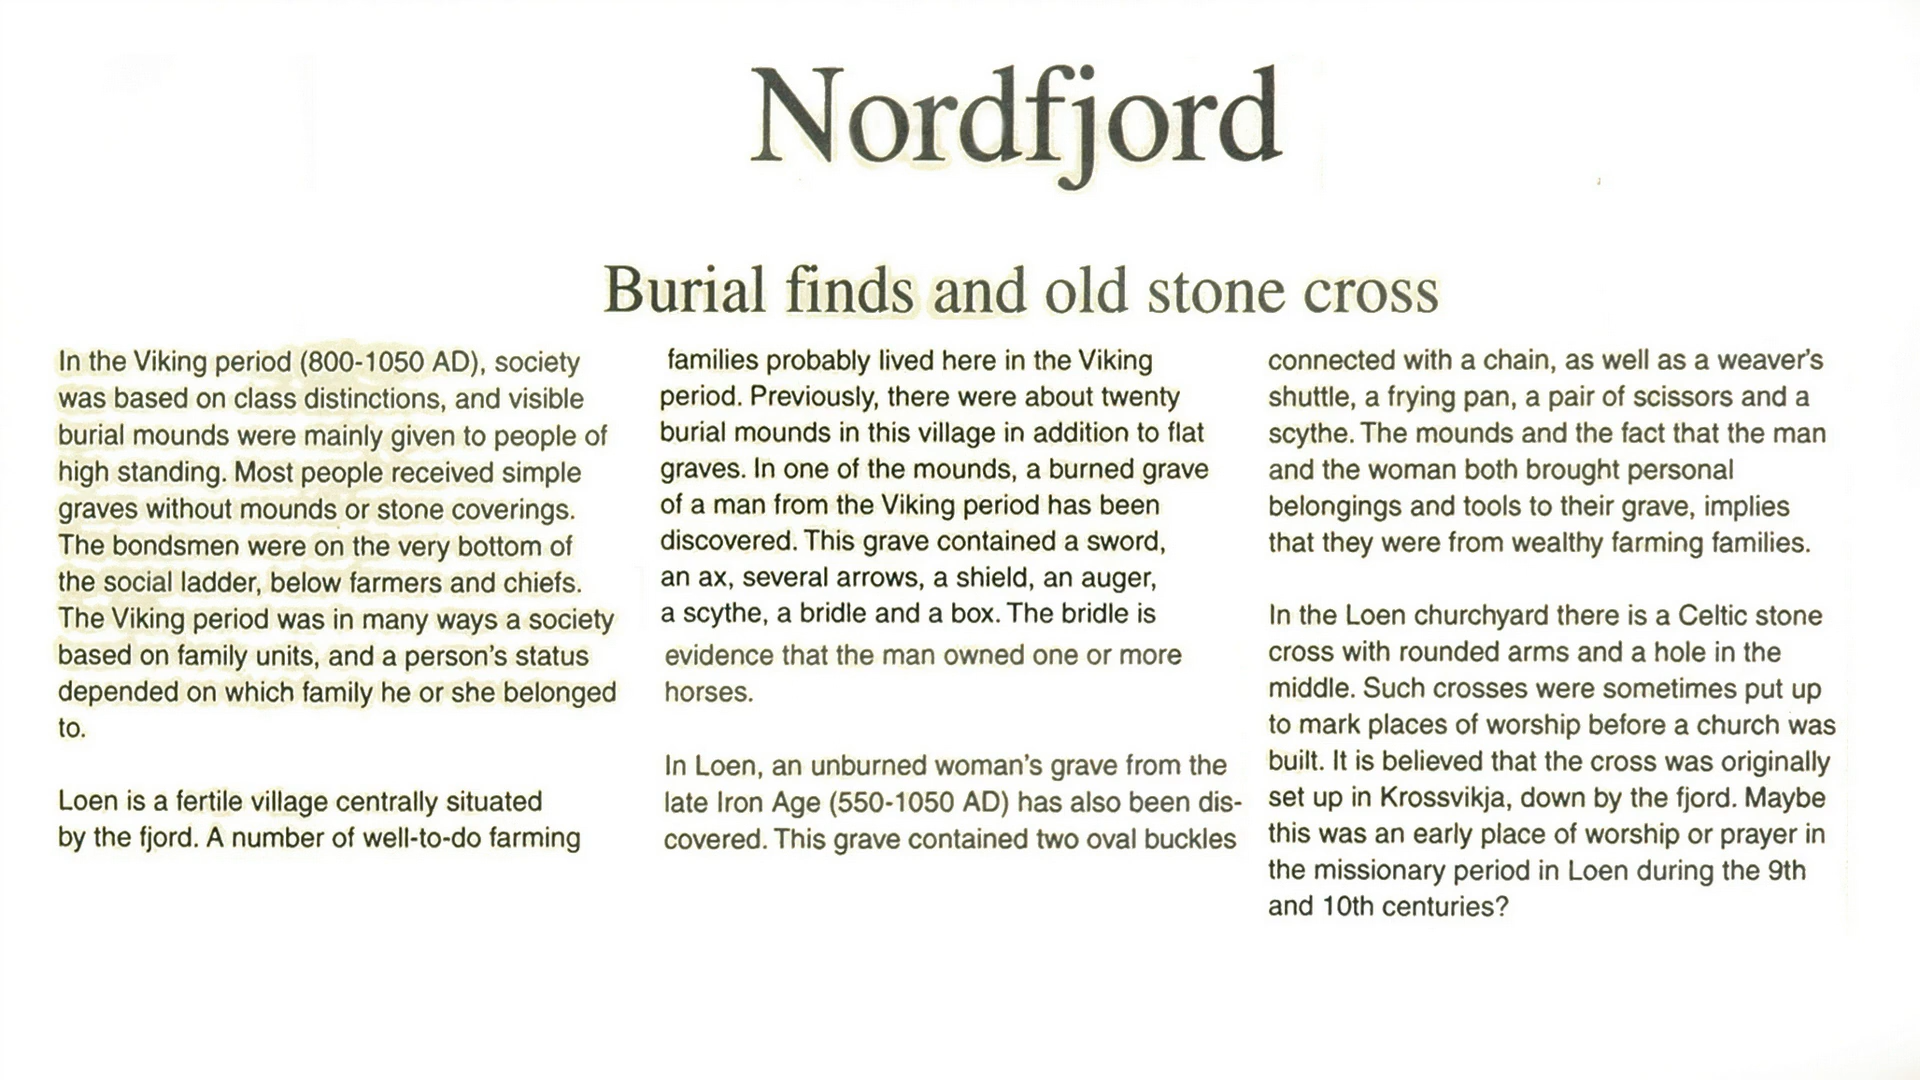 Nordfjord
Burial finds and old stone cross
In the Viking period (800-1050 AD), society
was based on class distinctions, and visible
burial mounds were mainly given to people of
high standing. Most people received simple
graves without mounds or stone coverings.
The bondsmen were on the very bottom of
the social ladder, below farmers and chiefs.
The Viking period was in many ways a society
based on family units, and a person's status
depended on which family he or she belonged
to.
Loen is a fertile village centrally situated
by the fjord. A number of well-to-do farming
families probably lived here in the Viking
period. Previously, there were about twenty
burial mounds in this village in addition to flat
graves. In one of the mounds, a burned grave
of a man from the Viking period has been
discovered. This grave contained a sword,
an ax, several arrows, a shield, an auger,
a scythe, a bridle and a box. The bridle is
evidence that the man owned one or more
horses.
In Loen, an unburned woman's grave from the
late Iron Age (550-1050 AD) has also been dis-
covered. This grave contained two oval buckles
connected with a chain, as well as a weaver's
shuttle, a frying pan, a pair of scissors and a
scythe. The mounds and the fact that the man
and the woman both brought personal
belongings and tools to their grave, implies
that they were from wealthy farming families.
In the Loen churchyard there is a Celtic stone
cross with rounded arms and a hole in the
middle. Such crosses were sometimes put up
to mark places of worship before a church was
built. It is believed that the cross was originally
set up in Krossvikja, down by the fjord. Maybe
this was an early place of worship or prayer in
the missionary period in Loen during the 9th
and 10th centuries?